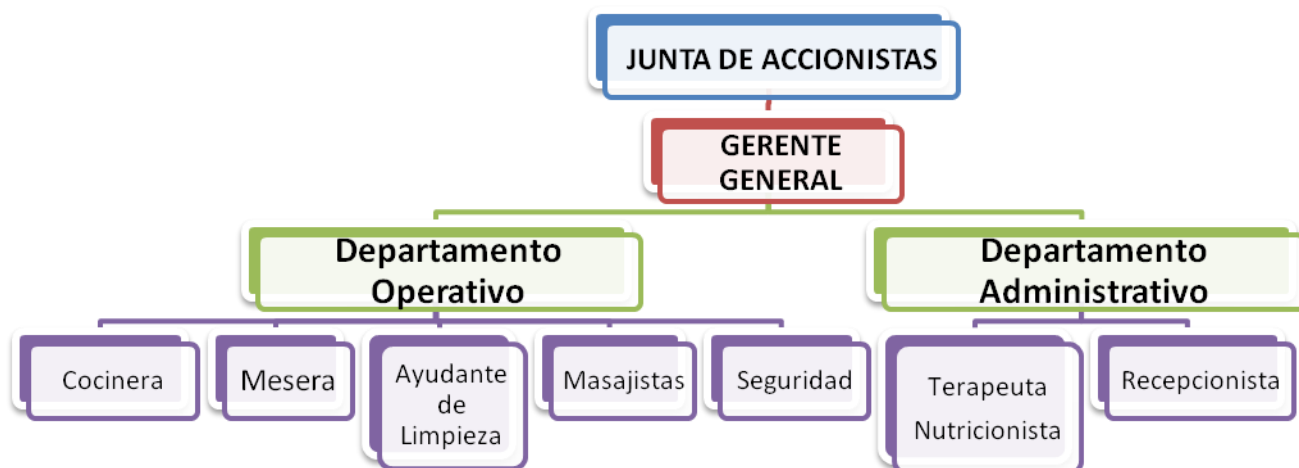 JUNTA DE ACCIONISTAS
GERENTE
GENERAL
Departamento
Operativo
Departamento
Administrativo
Cocinera
Mesera
Ayudante
de
Limpieza
Masajistas
Seguridad
Terapeuta
Nutricionista
Recepcionista